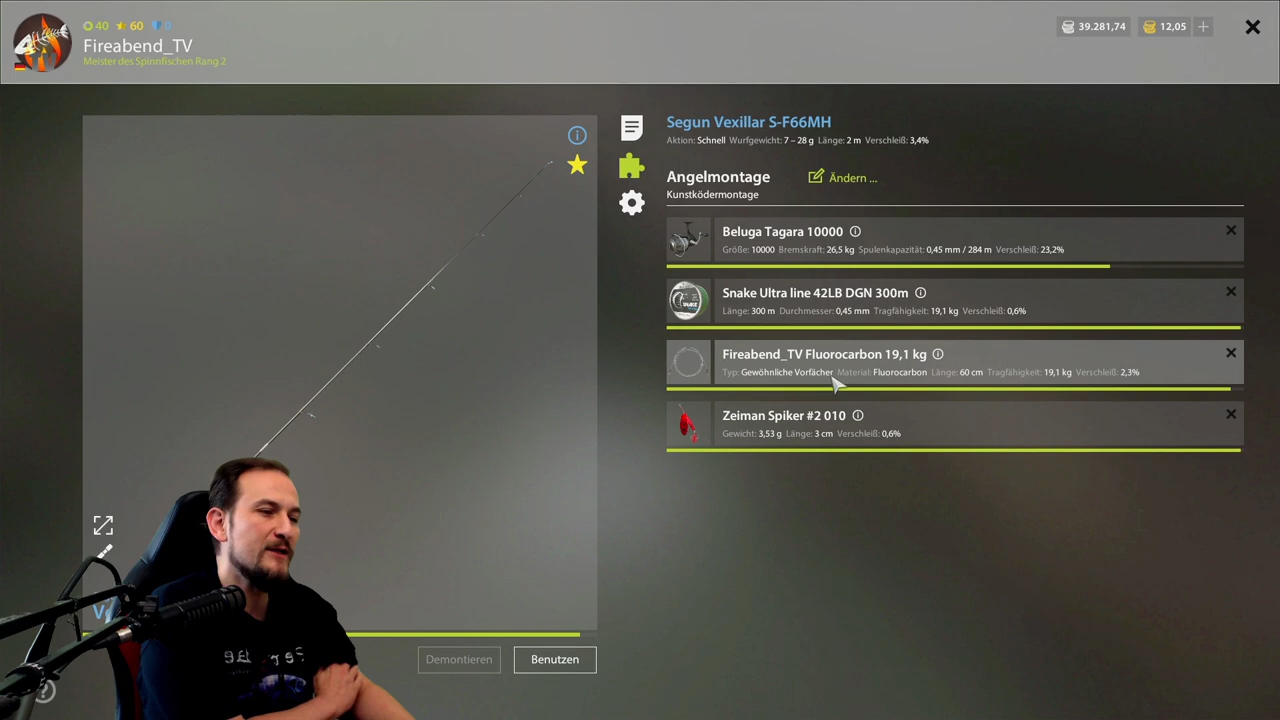 40 60 0
Fireabend_TV
Meister des Spinnfischen Rang 2
39.281,74 12,05 +
Segun Vexillar S-F66MH
Aktion: Schnell Wurfgewicht: 7 – 28 g Länge: 2 m Verschleiß: 3,4%
Angelmontage Ändern ...
Kunstködermontage
Beluga Tagara 10000
Größe: 10000 Bremskraft: 26,5 kg Spulenkapazität: 0,45 mm / 284 m Verschleiß: 23,2%
Snake Ultra line 42LB DGN 300m
Länge: 300 m Durchmesser: 0,45 mm Tragfähigkeit: 19,1 kg Verschleiß: 0,6%
Fireabend_TV Fluorocarbon 19,1 kg
Typ: Gewöhnliche Vorfächer Material: Fluorocarbon Länge: 60 cm Tragfähigkeit: 19,1 kg Verschleiß: 2,3%
Zeiman Spiker #2 010
Gewicht: 3,53 g Länge: 3 cm Verschleiß: 0,6%
Demontieren Benutzen